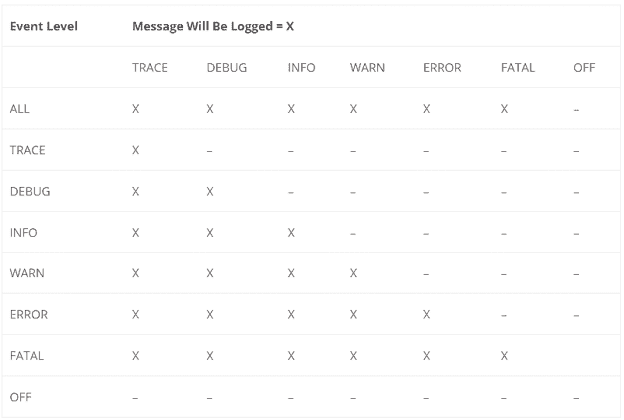 Event Level Message Will Be Logged = X
TRACE DEBUG INFO WARN ERROR FATAL OFF
ALL X X X X X X –
TRACE X – – – – – –
DEBUG X X – – – – –
INFO X X X – – – –
WARN X X X X – – –
ERROR X X X X X – –
FATAL X X X X X X
OFF – – – – – – –